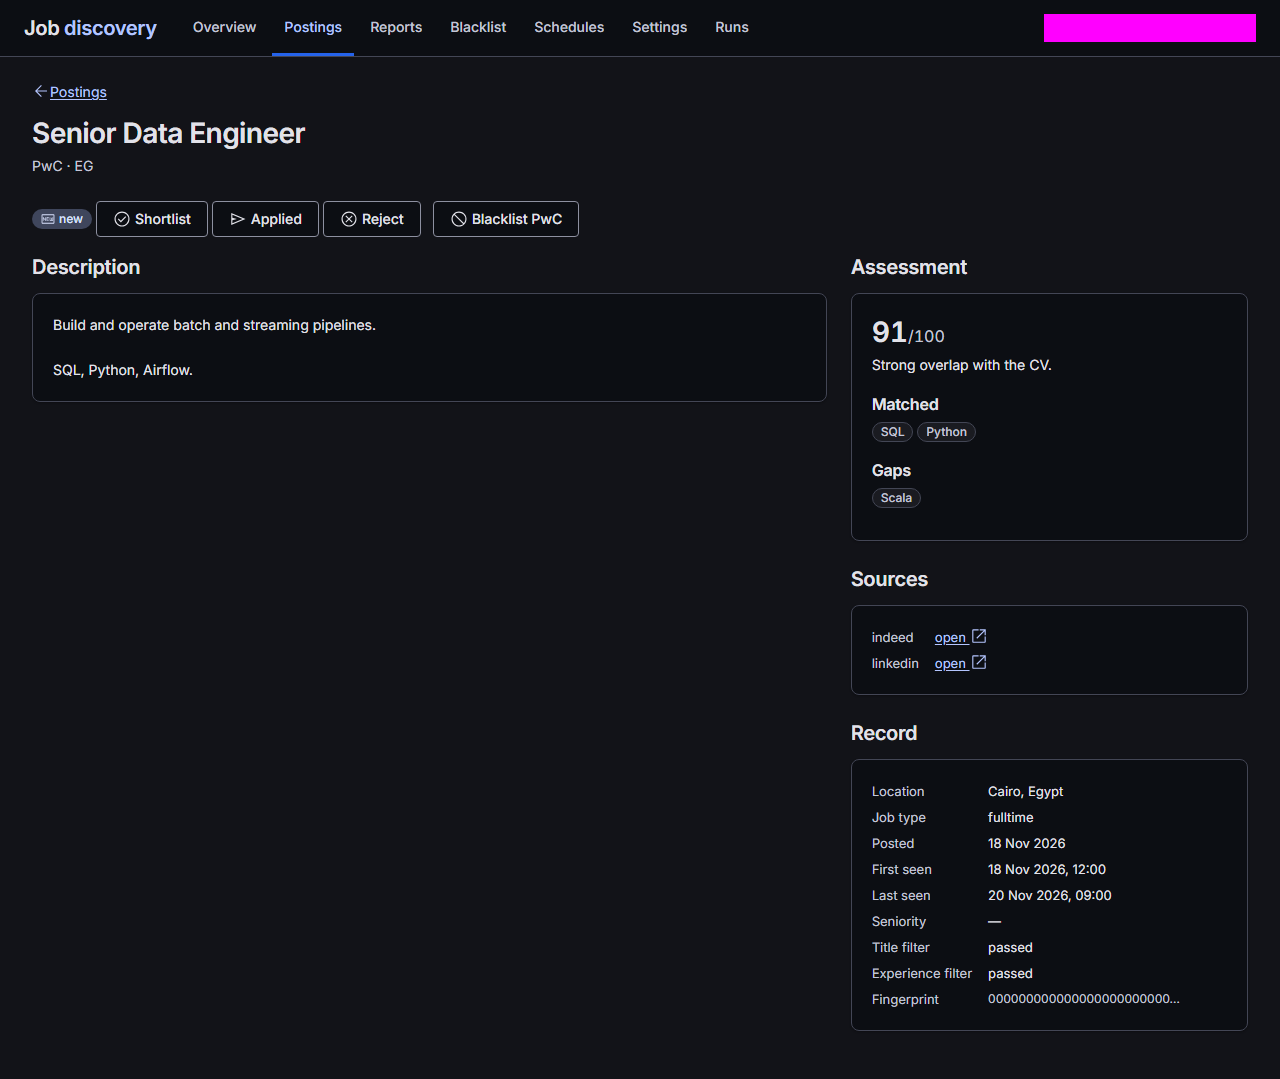 Job discovery
Overview
Postings
Reports
Blacklist
Schedules
Settings
Runs
Postings
Senior Data Engineer
PwC · EG
new
Shortlist
Applied
Reject
Blacklist PwC
Description
Build and operate batch and streaming pipelines.
SQL, Python, Airflow.
Assessment
91/100
Strong overlap with the CV.
Matched
SQL
Python
Gaps
Scala
Sources
indeed open
linkedin open
Record
Location Cairo, Egypt
Job type fulltime
Posted 18 Nov 2026
First seen 18 Nov 2026, 12:00
Last seen 20 Nov 2026, 09:00
Seniority —
Title filter passed
Experience filter passed
Fingerprint 000000000000000000000000...